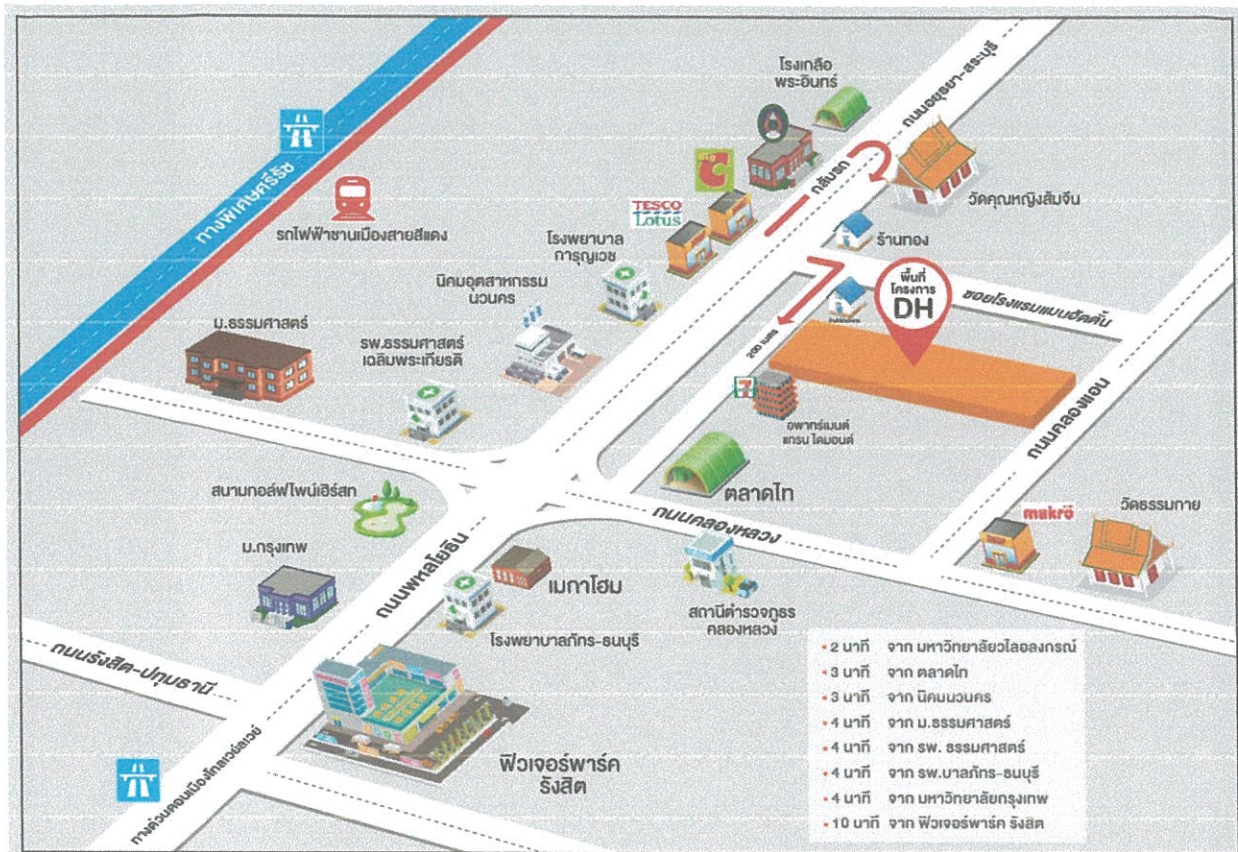 โรงเกลือ
พระอินทร์
ถนนอยุธยา-สระบุรี
ทางพิเศษศรีรัช
รถไฟฟ้าชานเมืองสายสีแดง
กลับรถ
วัดคุณหญิงส้มจีน
TESCO
Lotus
C
ร้านทอง
โรงพยาบาล
การุญเวช
พื้นที่
โครงการ
DH
ซอยโรงแรมแมนฮัตตัน
นิคมอุตสาหกรรม
นวนคร
ม.ธรรมศาสตร์
รพ.ธรรมศาสตร์
เฉลิมพระเกียรติ
200 เมตร
7
อพาทร์เมนต์
แกรน ไดมอนด์
ถนนคลองแอน
ตลาดไท
สนามกอล์ฟไพน์เฮิร์สท
ถนนคลองหลวง
makro
วัดธรรมกาย
ม.กรุงเทพ
ถนนพหลโยธิน
เมกาโฮม
สถานีตำรวจภูธร
คลองหลวง
โรงพยาบาลภัทร-ธนบุรี
ถนนรังสิต-ปทุมธานี
ฟิวเจอร์พาร์ค
รังสิต
ทางด่วนดอนเมืองโทลเวย์ลเวย์
• 2 นาที จาก มหาวิทยาลัยวไลอลงกรณ์
• 3 นาที จาก ตลาดไท
• 3 นาที จาก นิคมนวนคร
• 4 นาที จาก ม.ธรรมศาสตร์
• 4 นาที จาก รพ. ธรรมศาสตร์
• 4 นาที จาก รพ.บาลภัทร-ธนบุรี
• 4 นาที จาก มหาวิทยาลัยกรุงเทพ
• 10 นาที จาก ฟิวเจอร์พาร์ค รังสิต